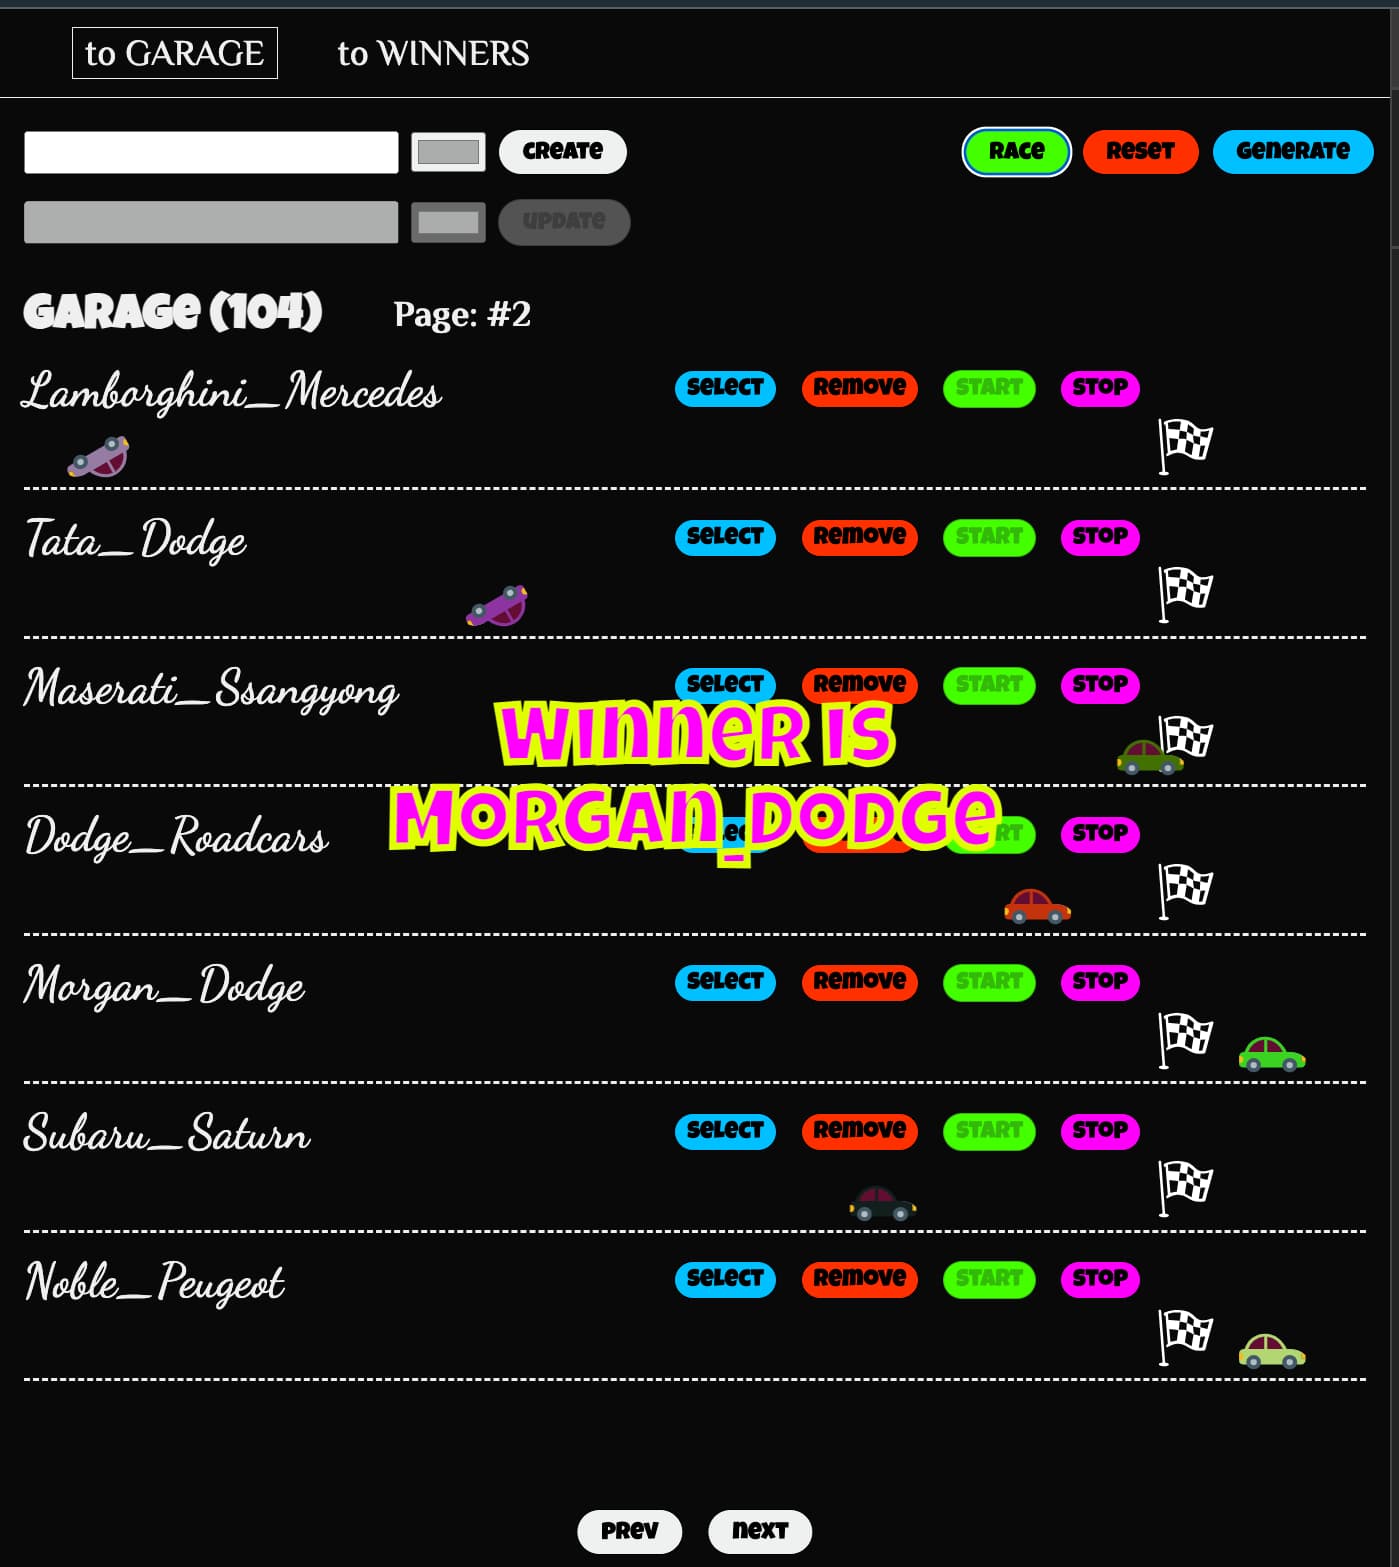 to GARAGE to WINNERS
CREATE RACE RESET GENERATE
UPDATE
GARAGE (104) Page: #2
Lamborghini_Mercedes SELECT REMOVE START STOP
Tata_Dodge SELECT REMOVE START STOP
Maserati_Ssangyong SELECT REMOVE START STOP
WINNER IS
MORGAN_DODGE
Dodge_Roadcars STOP
Morgan_Dodge SELECT REMOVE START STOP
Subaru_Saturn SELECT REMOVE START STOP
Noble_Peugeot SELECT REMOVE START STOP
PREV NEXT